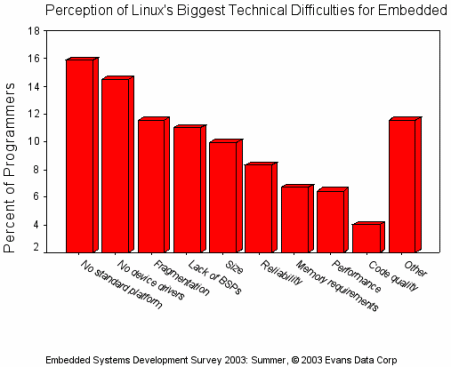 Perception of Linux's Biggest Technical Difficulties for Embedded
Percent of Programmers
18
16
14
12
10
8
6
4
2
No standard platform
No device drivers
Fragmentation
Lack of BSPs
Size
Reliability
Memory requirements
Performance
Code quality
Other
Embedded Systems Development Survey 2003: Summer, © 2003 Evans Data Corp